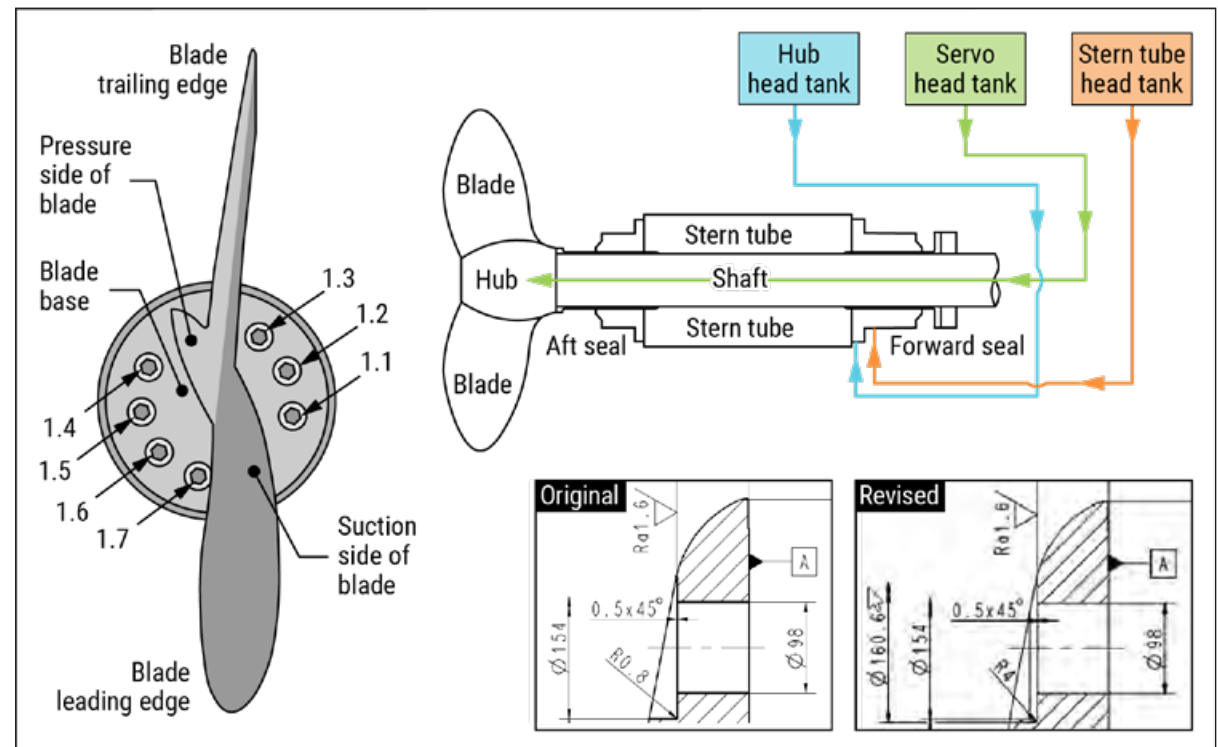 Blade
trailing edge
Pressure
side of
blade
Blade
base
1.3
1.2
1.1
1.4
1.5
1.6
1.7
Suction
side of
blade
Blade
leading edge
Hub
head tank
Servo
head tank
Stern tube
head tank
Blade
Stern tube
Hub
Shaft
Stern tube
Aft seal
Forward seal
Blade
Original
Ra1.6
A
0.5x45°
Ø154
R0.8
Ø98
Revised
Ra1.6
A
0.5x45°
Ø160.6
Ø154
R4
Ø98